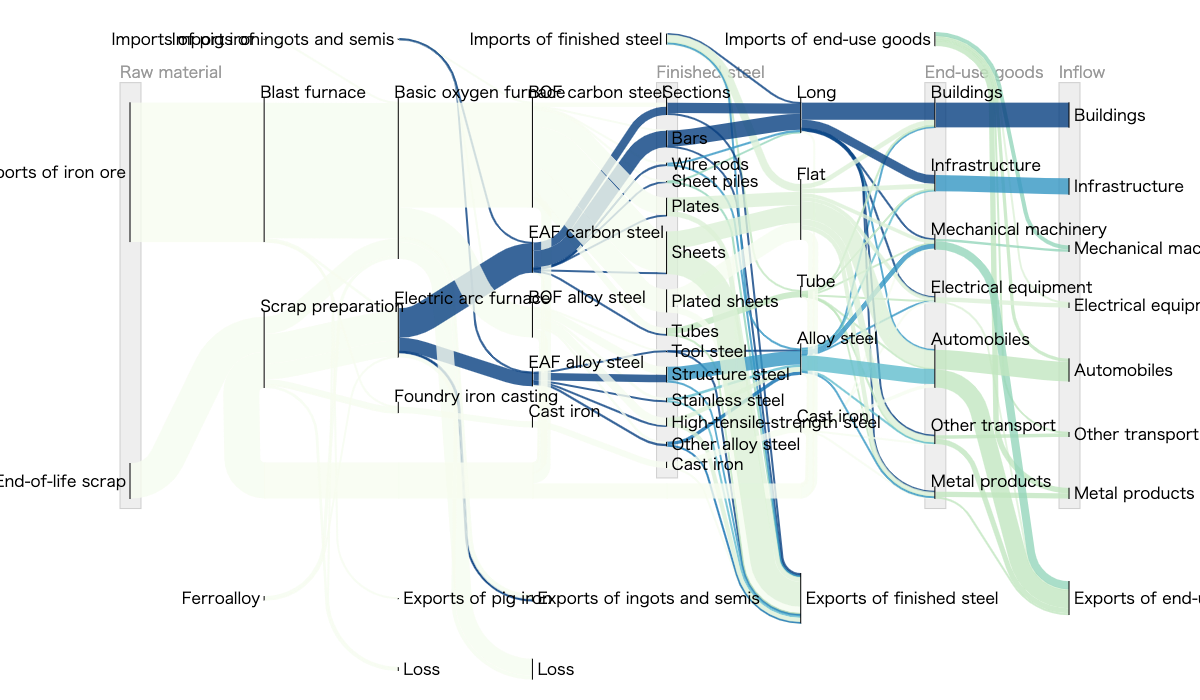 Imports of pig iron
Imports of ingots and semis
Imports of finished steel
Imports of end-use goods
Raw material
Finished steel
End-use goods
Inflow
Blast furnace
Basic oxygen furnace
BOF carbon steel
Sections
Long
Buildings
Buildings
Bars
Infrastructure
Infrastructure
Wire rods
Sheet piles
Flat
ports of iron ore
Plates
EAF carbon steel
Mechanical machinery
Mechanical mac
Sheets
Tube
Electrical equipment
Electrical equip
Scrap preparation
Electric arc furnace
BOF alloy steel
Plated sheets
Tubes
Alloy steel
Automobiles
Automobiles
Tool steel
EAF alloy steel
Structure steel
Foundry iron casting
Stainless steel
Cast iron
Cast iron
High-tensile-strength steel
Other transport
Other transport
Other alloy steel
Cast iron
End-of-life scrap
Metal products
Metal products
Ferroalloy
Exports of pig iron
Exports of ingots and semis
Exports of finished steel
Exports of end-u
Loss
Loss